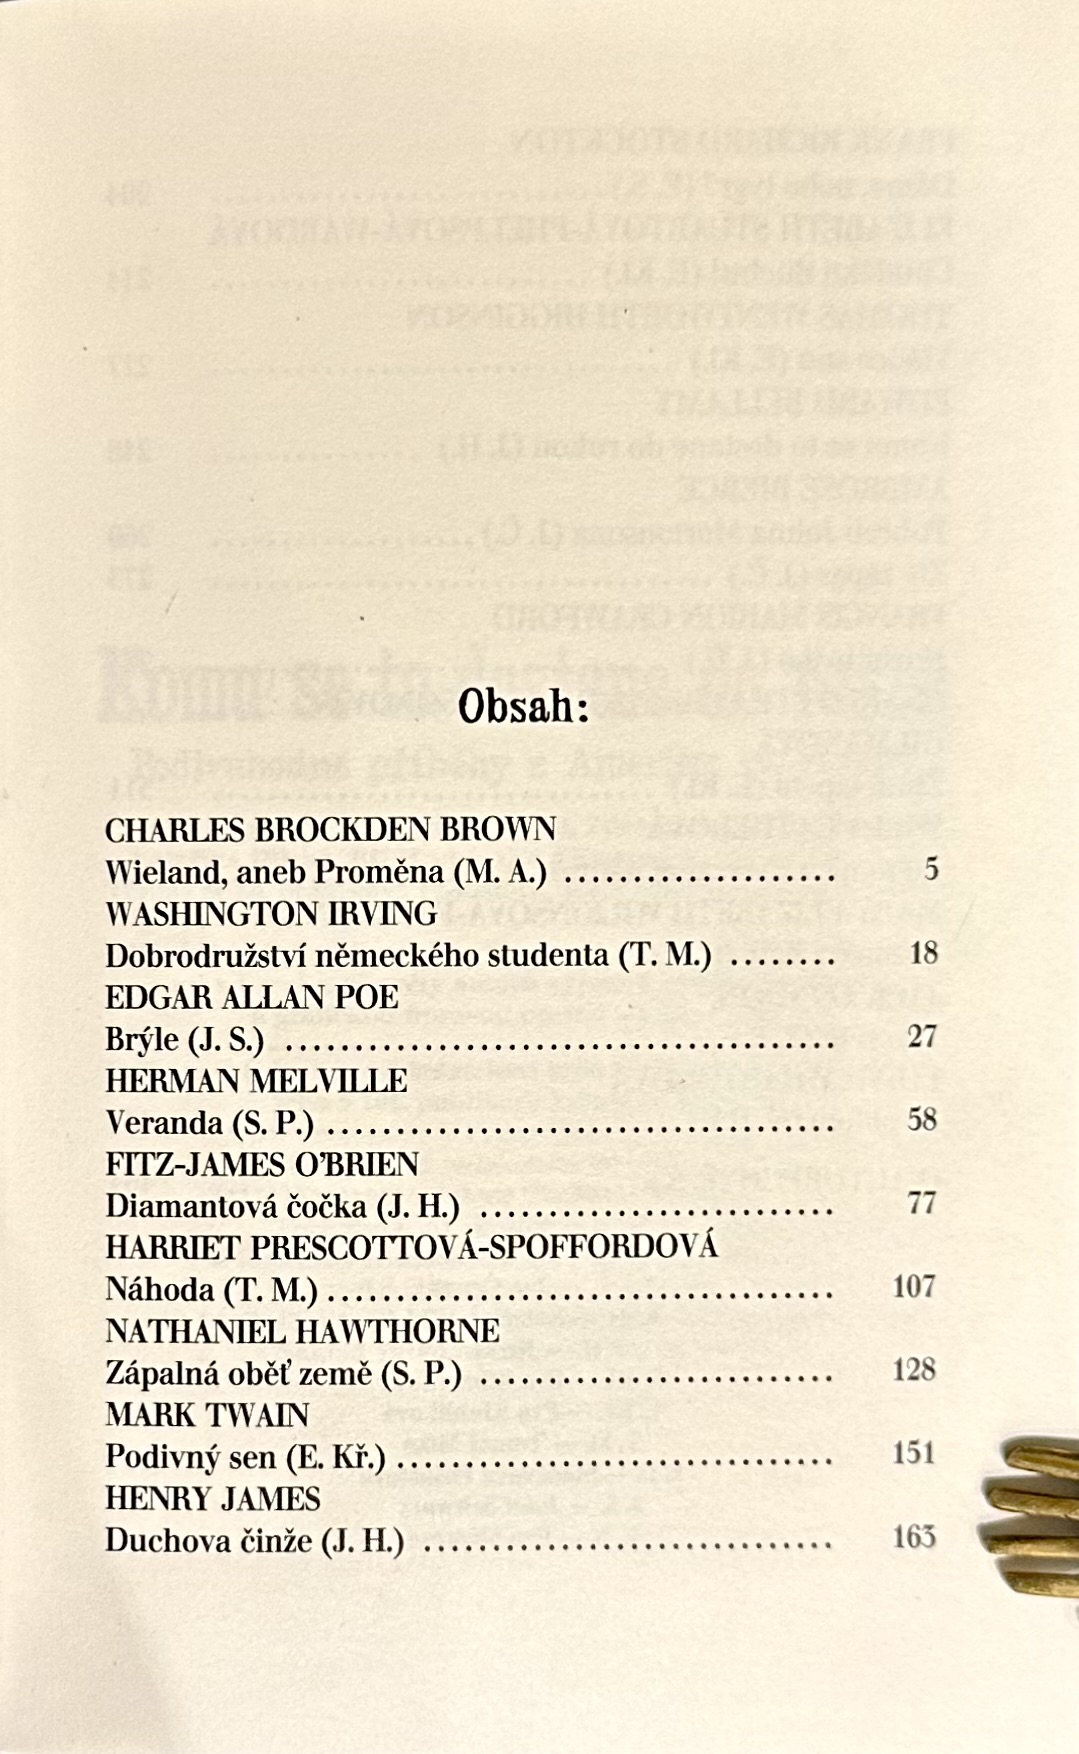 Obsah:
CHARLES BROCKDEN BROWN
Wieland, aneb Proměna (M. A.) .................... 5
WASHINGTON IRVING
Dobrodružství německého studenta (T. M.) ........ 18
EDGAR ALLAN POE
Brýle (J. S.) ........................................ 27
HERMAN MELVILLE
Veranda (S. P.) ..................................... 58
FITZ-JAMES O'BRIEN
Diamantová čočka (J. H.) .......................... 77
HARRIET PRESCOTTOVÁ-SPOFFORDOVÁ
Náhoda (T. M.) ..................................... 107
NATHANIEL HAWTHORNE
Zápalná oběť země (S. P.) .......................... 128
MARK TWAIN
Podivný sen (E. Kř.) ................................ 151
HENRY JAMES
Duchova činže (J. H.) .............................. 163